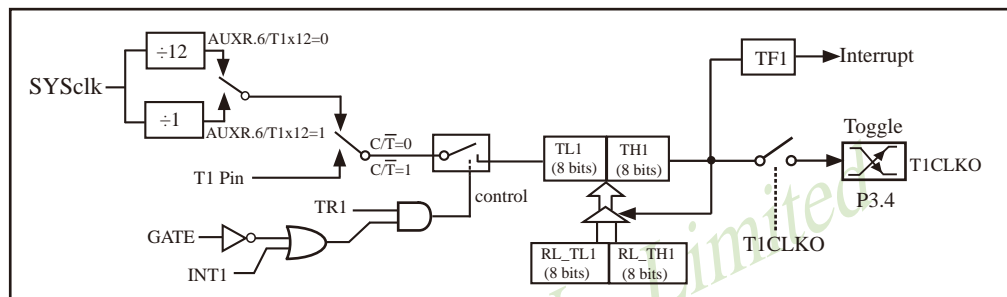 ÷12
AUXR.6/T1x12=0
SYSclk
÷1
AUXR.6/T1x12=1
T1 Pin
C/T̅=0
C/T̅=1
control
TR1
GATE
INT1
TL1
(8 bits)
TH1
(8 bits)
RL_TL1
(8 bits)
RL_TH1
(8 bits)
TF1
Interrupt
Toggle
T1CLKO
P3.4
T1CLKO
Limited